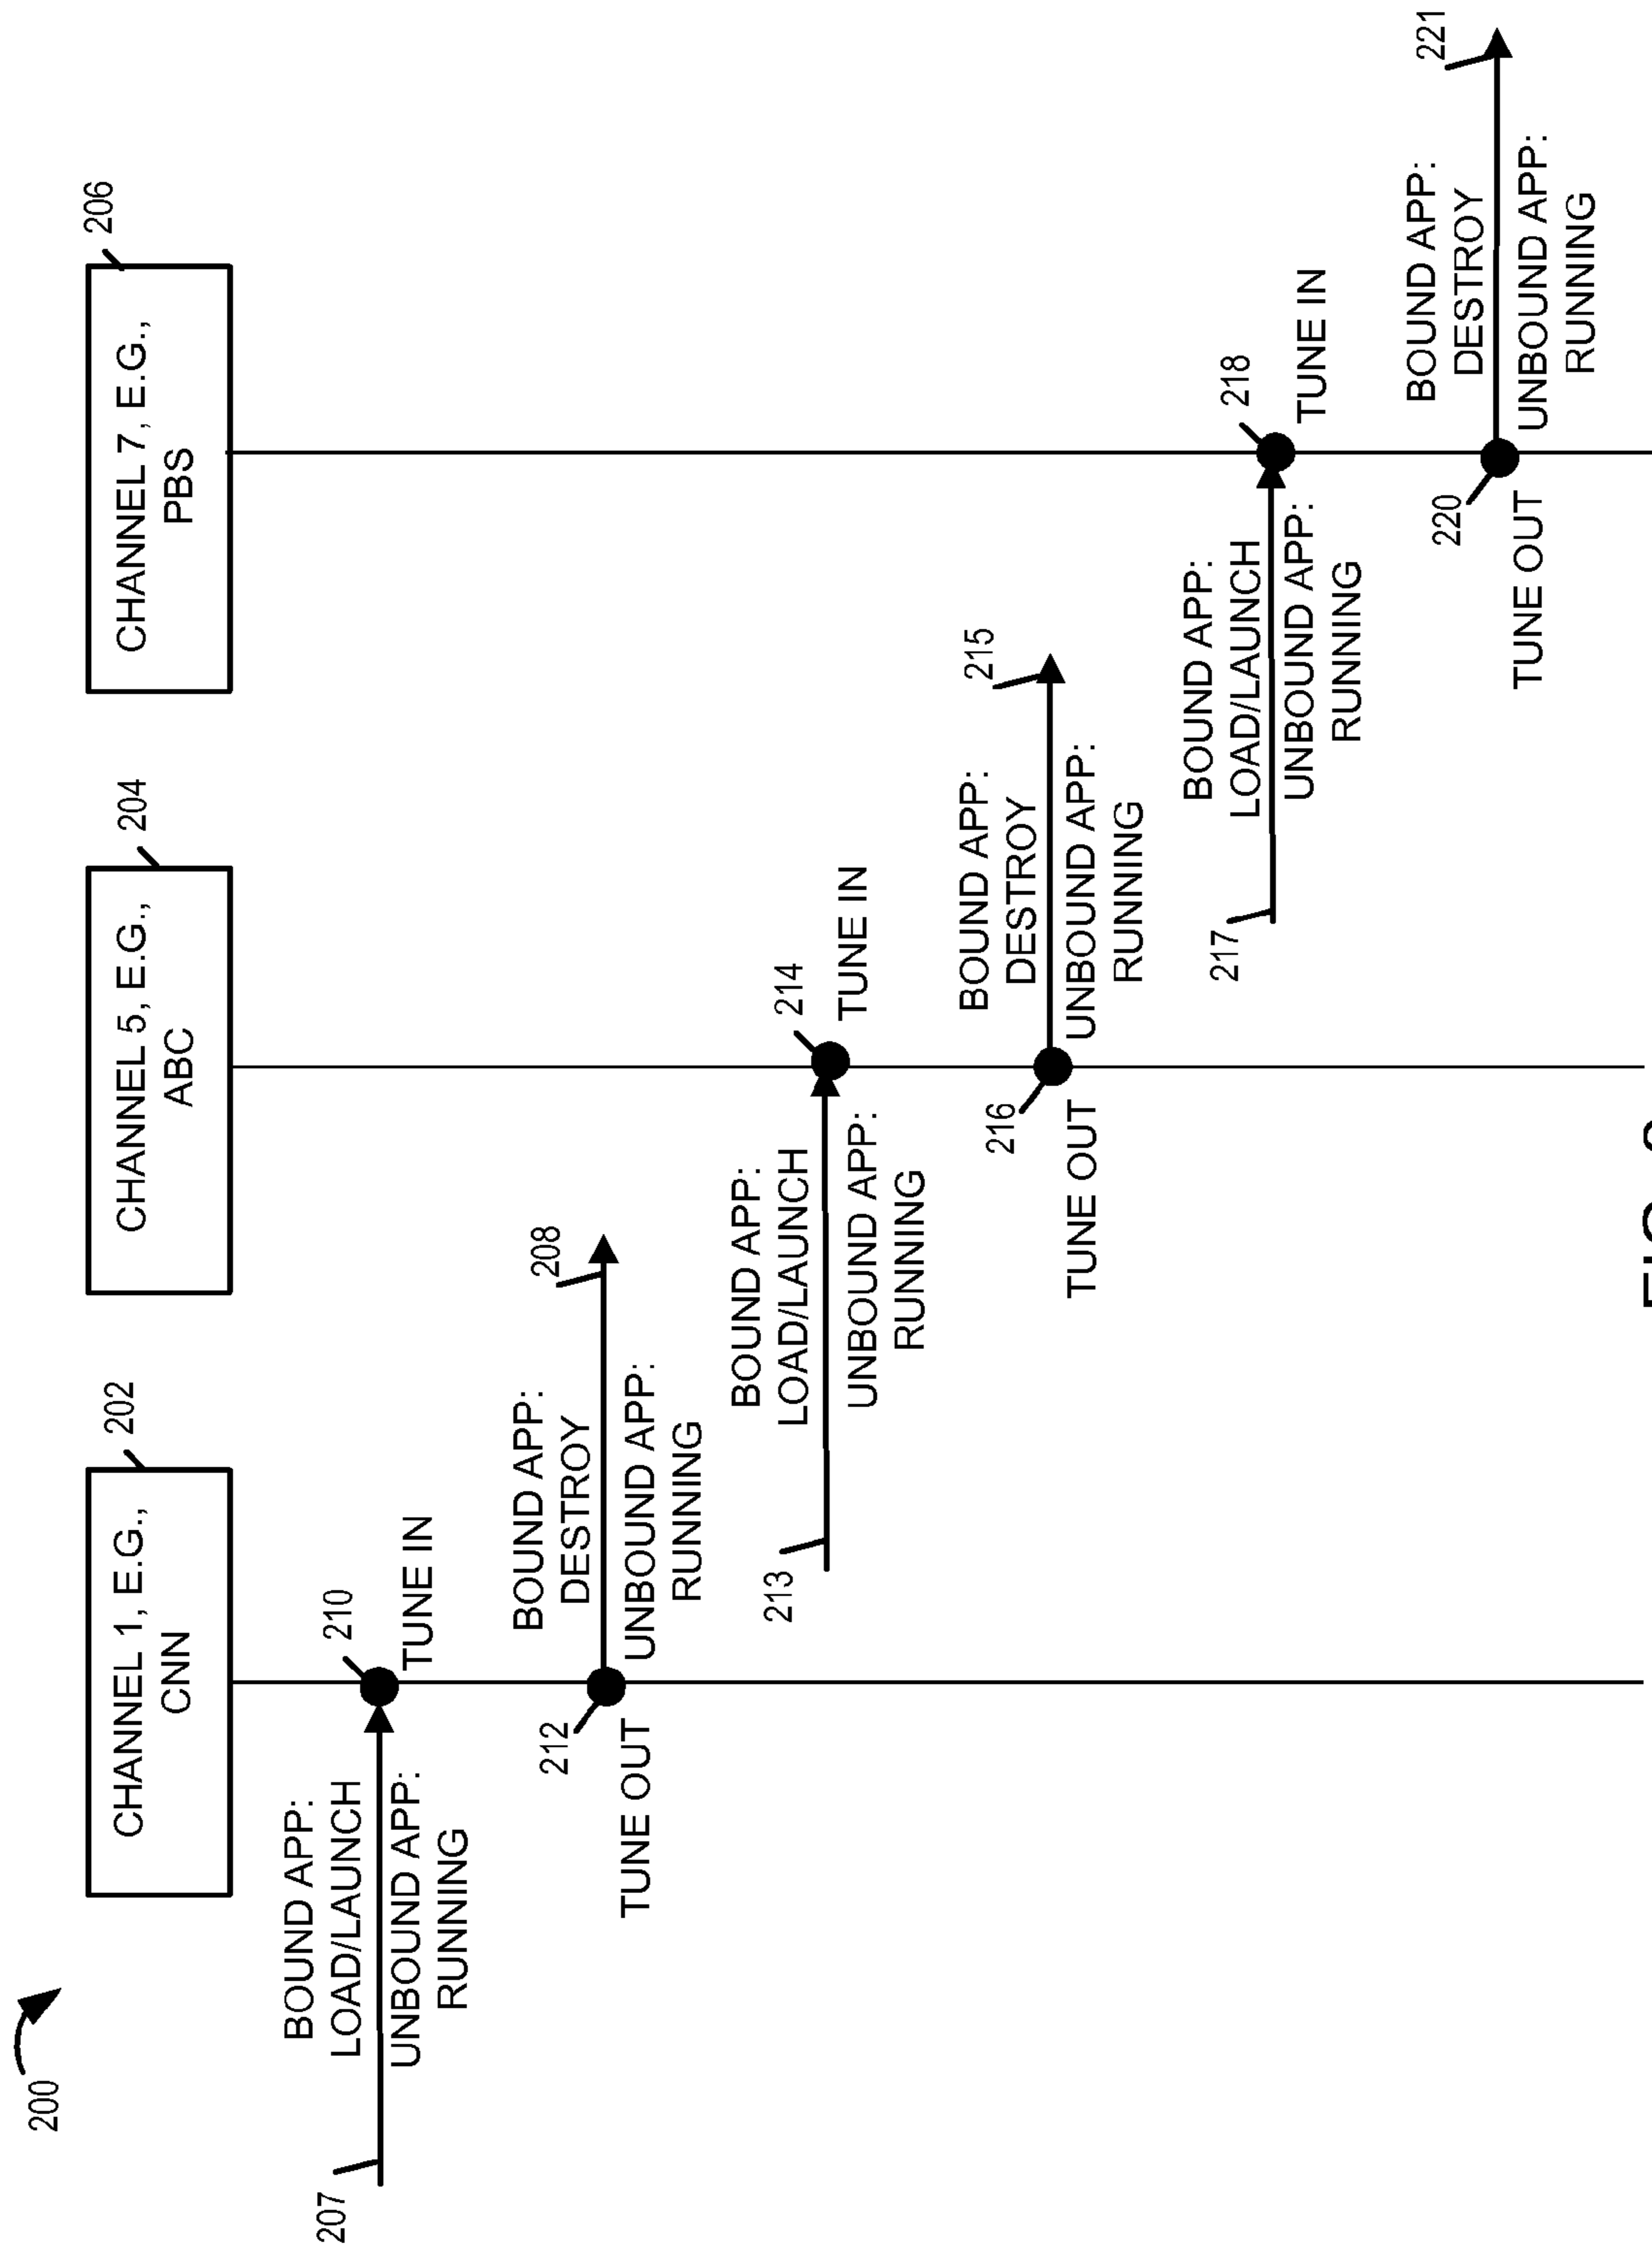 200
CHANNEL 1, E.G.,
CNN
202
CHANNEL 5, E.G.,
ABC
204
CHANNEL 7, E.G.,
PBS
206
207
BOUND APP:
LOAD/LAUNCH
UNBOUND APP:
RUNNING
210
TUNE IN
212
TUNE OUT
BOUND APP:
DESTROY
UNBOUND APP:
RUNNING
208
213
BOUND APP:
LOAD/LAUNCH
UNBOUND APP:
RUNNING
214
TUNE IN
216
TUNE OUT
BOUND APP:
DESTROY
UNBOUND APP:
RUNNING
215
217
BOUND APP:
LOAD/LAUNCH
UNBOUND APP:
RUNNING
218
TUNE IN
220
TUNE OUT
BOUND APP:
DESTROY
UNBOUND APP:
RUNNING
221